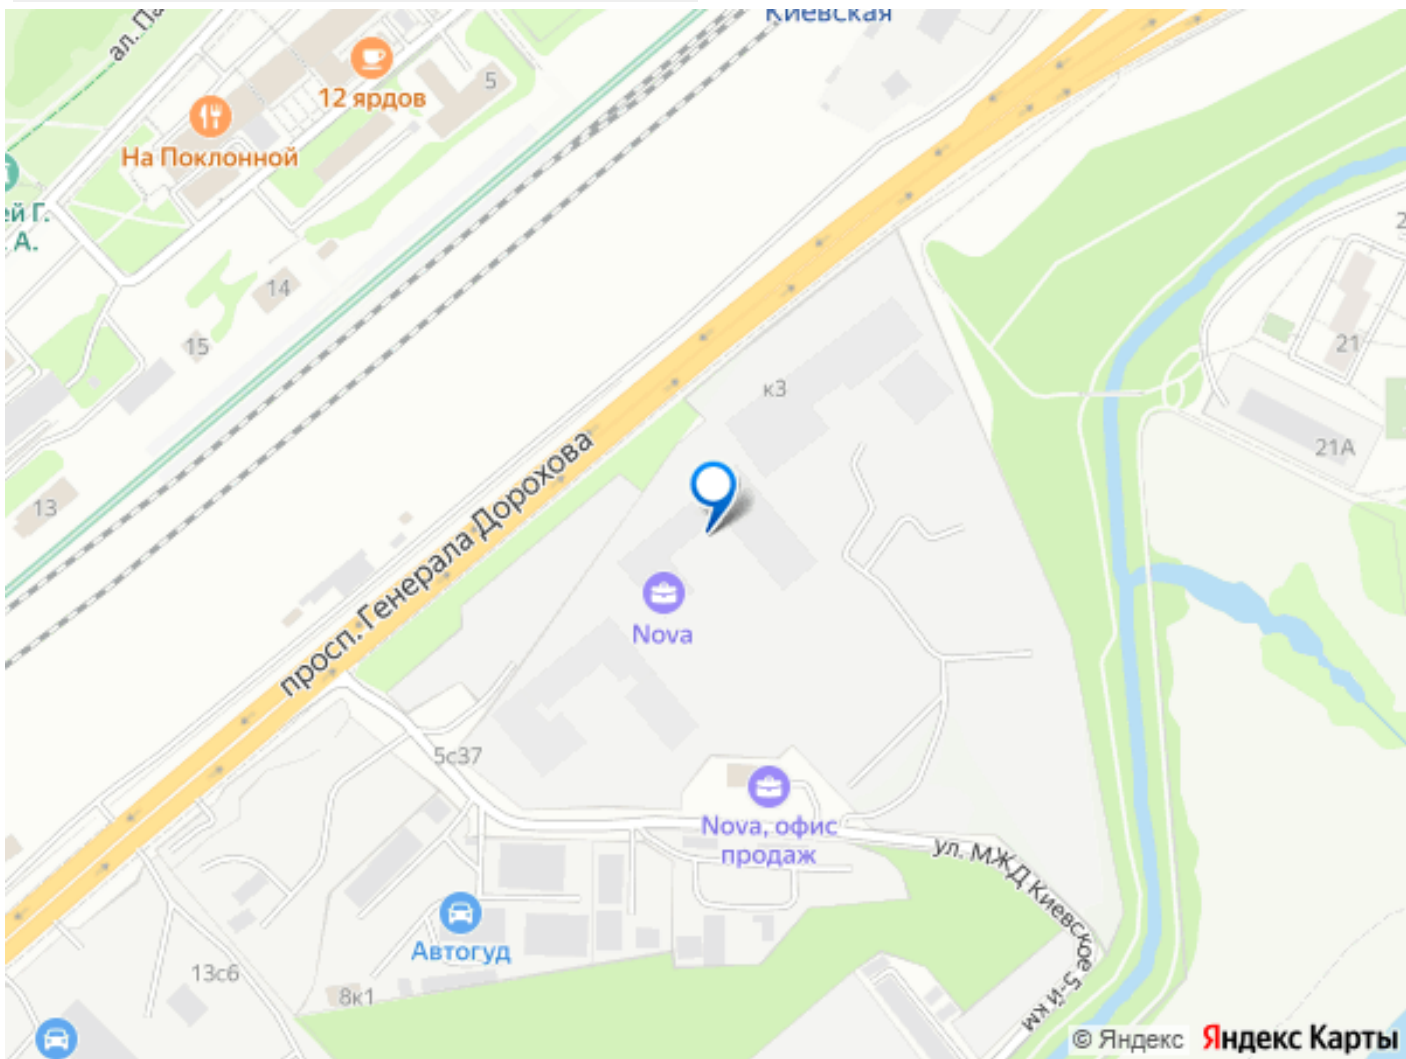 Киевская
ал. Па
5
12 ярдов
На Поклонной
ей Г.
А.
14
15
2
21
к3
21А
13
просп. Генерала Дорохова
Nova
5с37
Nova, офис
продаж
ул. МЖД Киевское 5-й км
Автогуд
13с6
8к1
© Яндекс Яндекс Карты